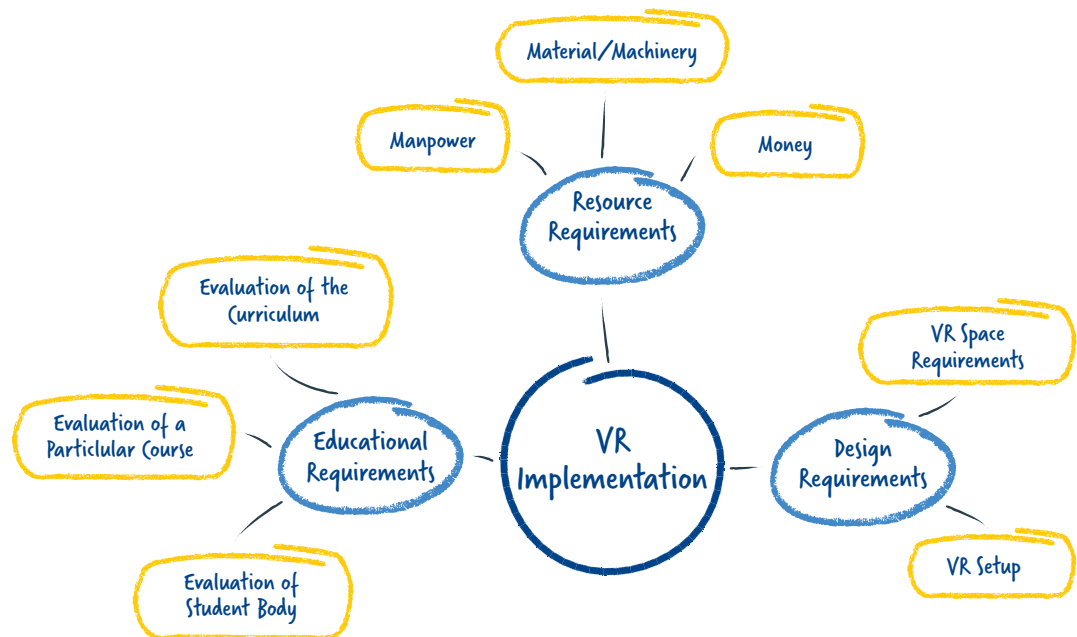 Material/Machinery
Manpower
Money
Resource
Requirements
Evaluation of the
Curriculum
VR Space
Requirements
Evaluation of a
Particlular Course
Educational
Requirements
VR
Implementation
Design
Requirements
Evaluation of
Student Body
VR Setup